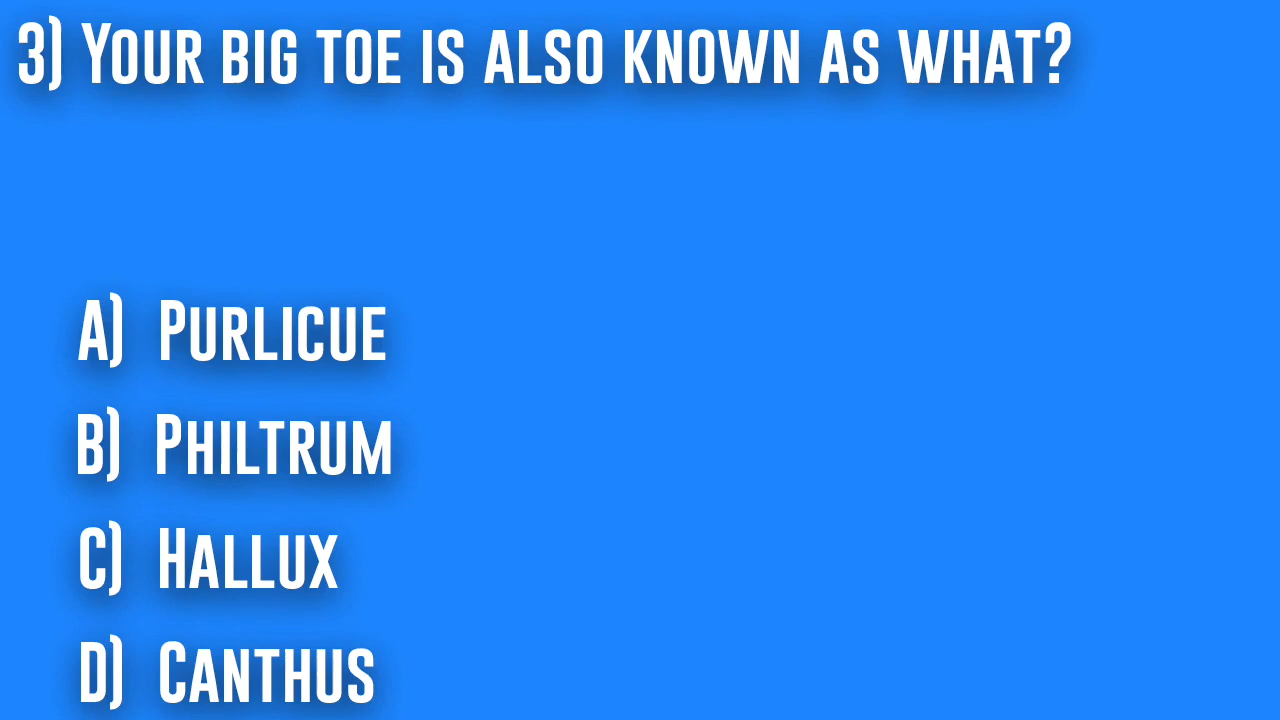 3) Your big toe is also known as what?
A) Purlicue
B) Philtrum
C) Hallux
D) Canthus